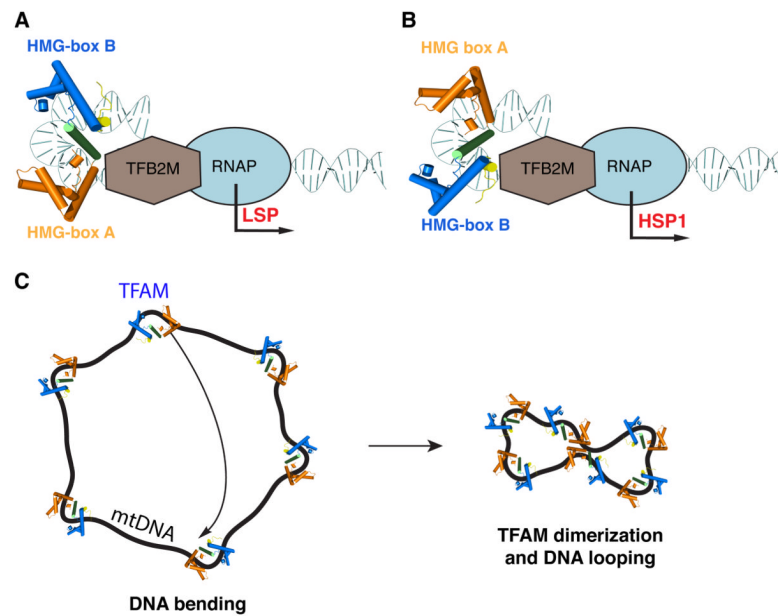 A
HMG-box B
TFB2M
RNAP
LSP
HMG-box A
B
HMG box A
TFB2M
RNAP
HSP1
HMG-box B
C
TFAM
mtDNA
DNA bending
TFAM dimerization
and DNA looping